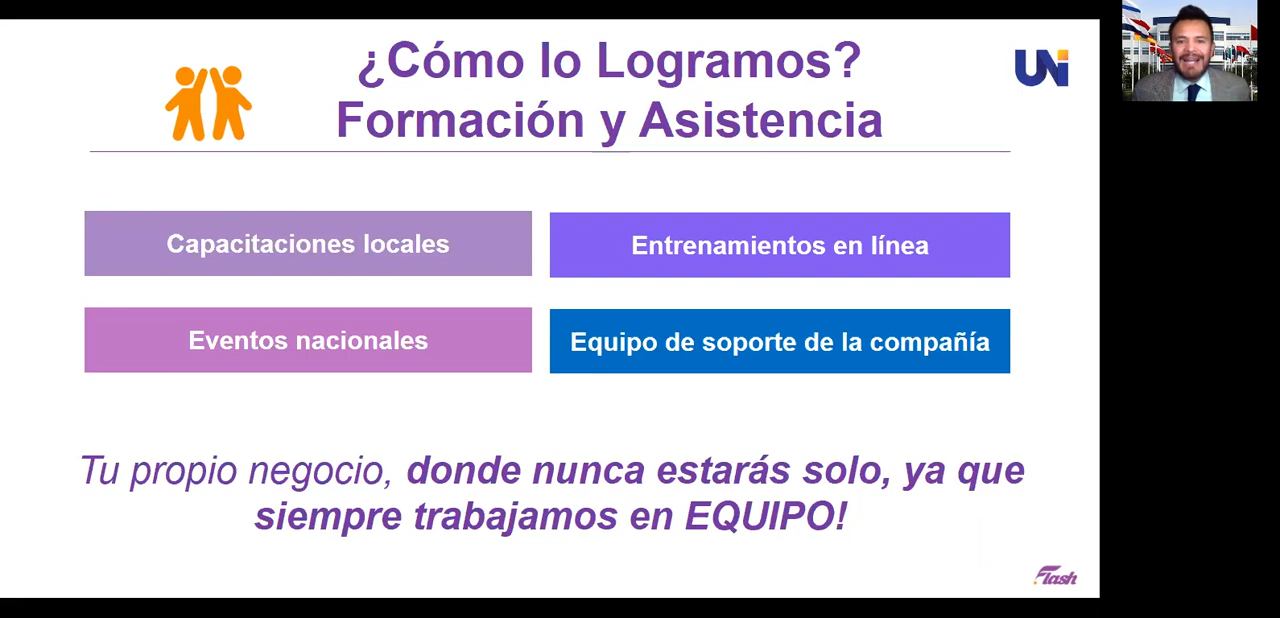 ¿Cómo lo Logramos?
Formación y Asistencia
UNi
Capacitaciones locales
Entrenamientos en línea
Eventos nacionales
Equipo de soporte de la compañía
Tu propio negocio, donde nunca estarás solo, ya que
siempre trabajamos en EQUIPO!
Flash